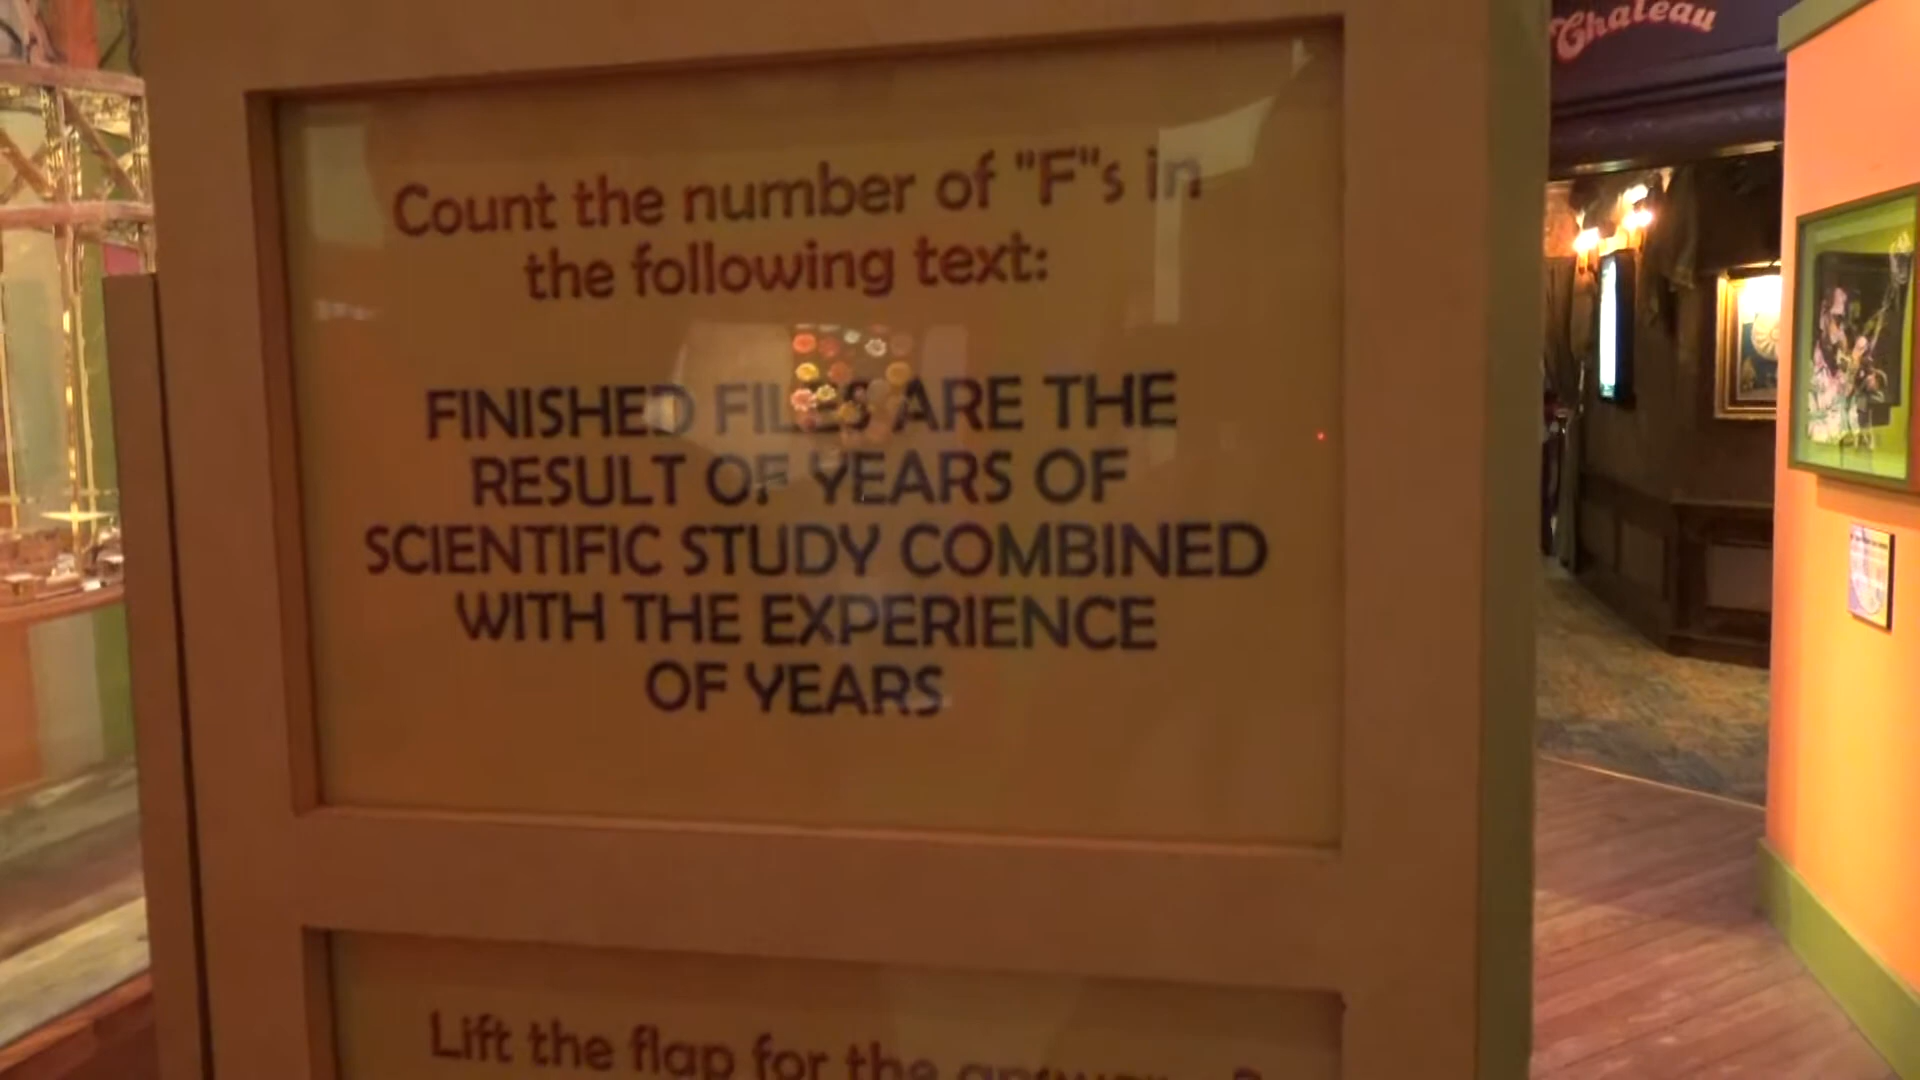 Chateau
Count the number of "F"s in
the following text:
FINISHED FILES ARE THE
RESULT OF YEARS OF
SCIENTIFIC STUDY COMBINED
WITH THE EXPERIENCE
OF YEARS
Lift the flap for the